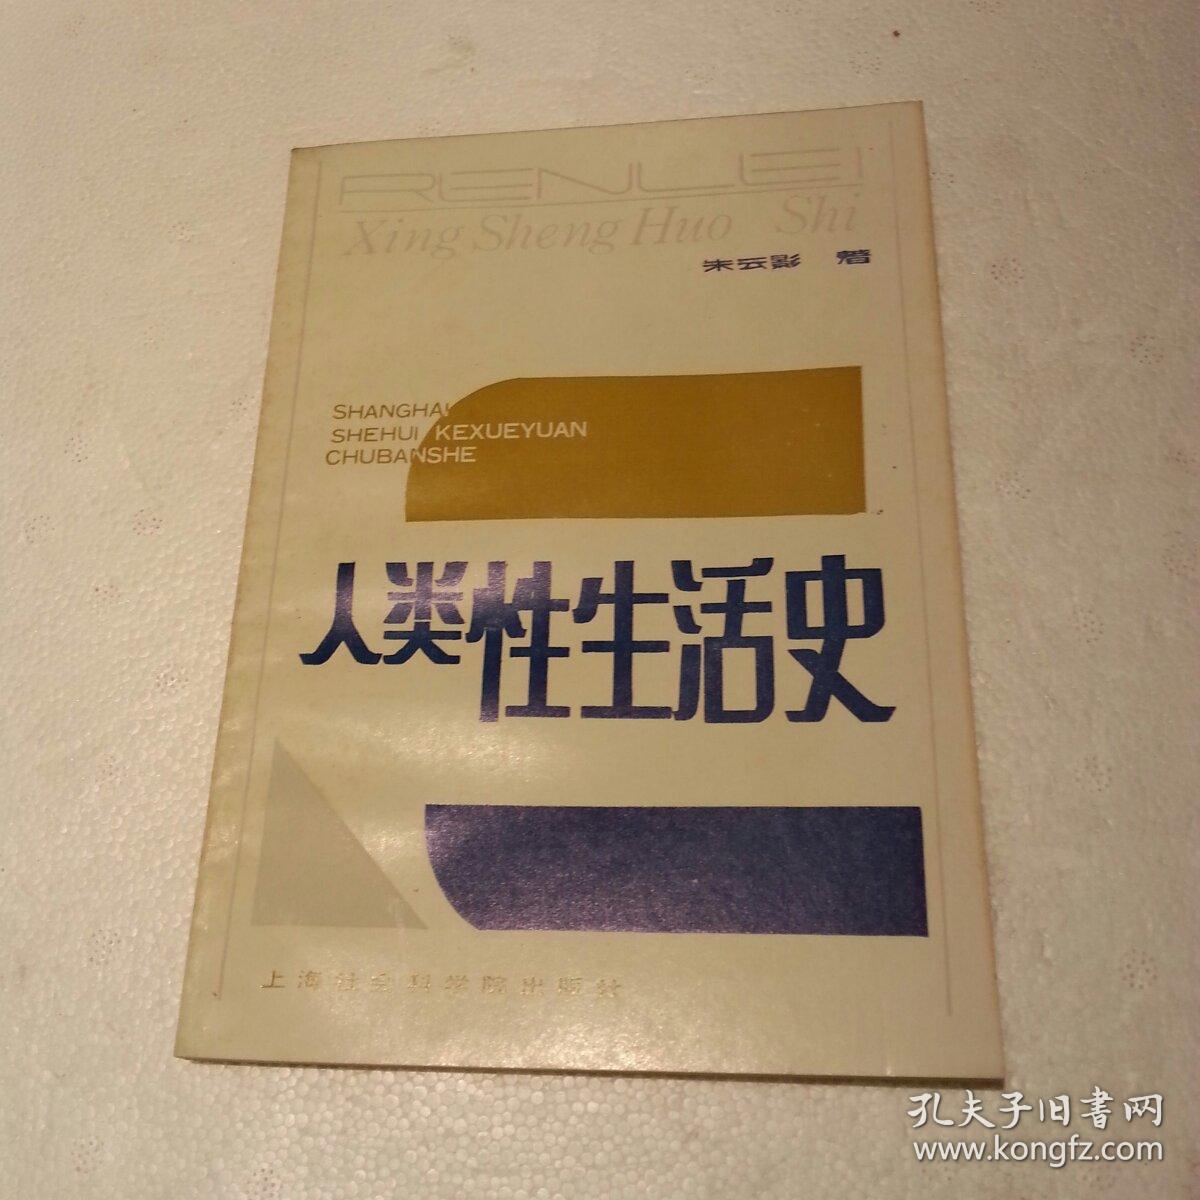 RENLEI
Xing Sheng Huo Shi
朱云影 著
SHANGHAI
SHEHUI KEXUEYUAN
CHUBANSHE
人类性生活史
上海社会科学院出版社
孔夫子旧書网
www.kongfz.com